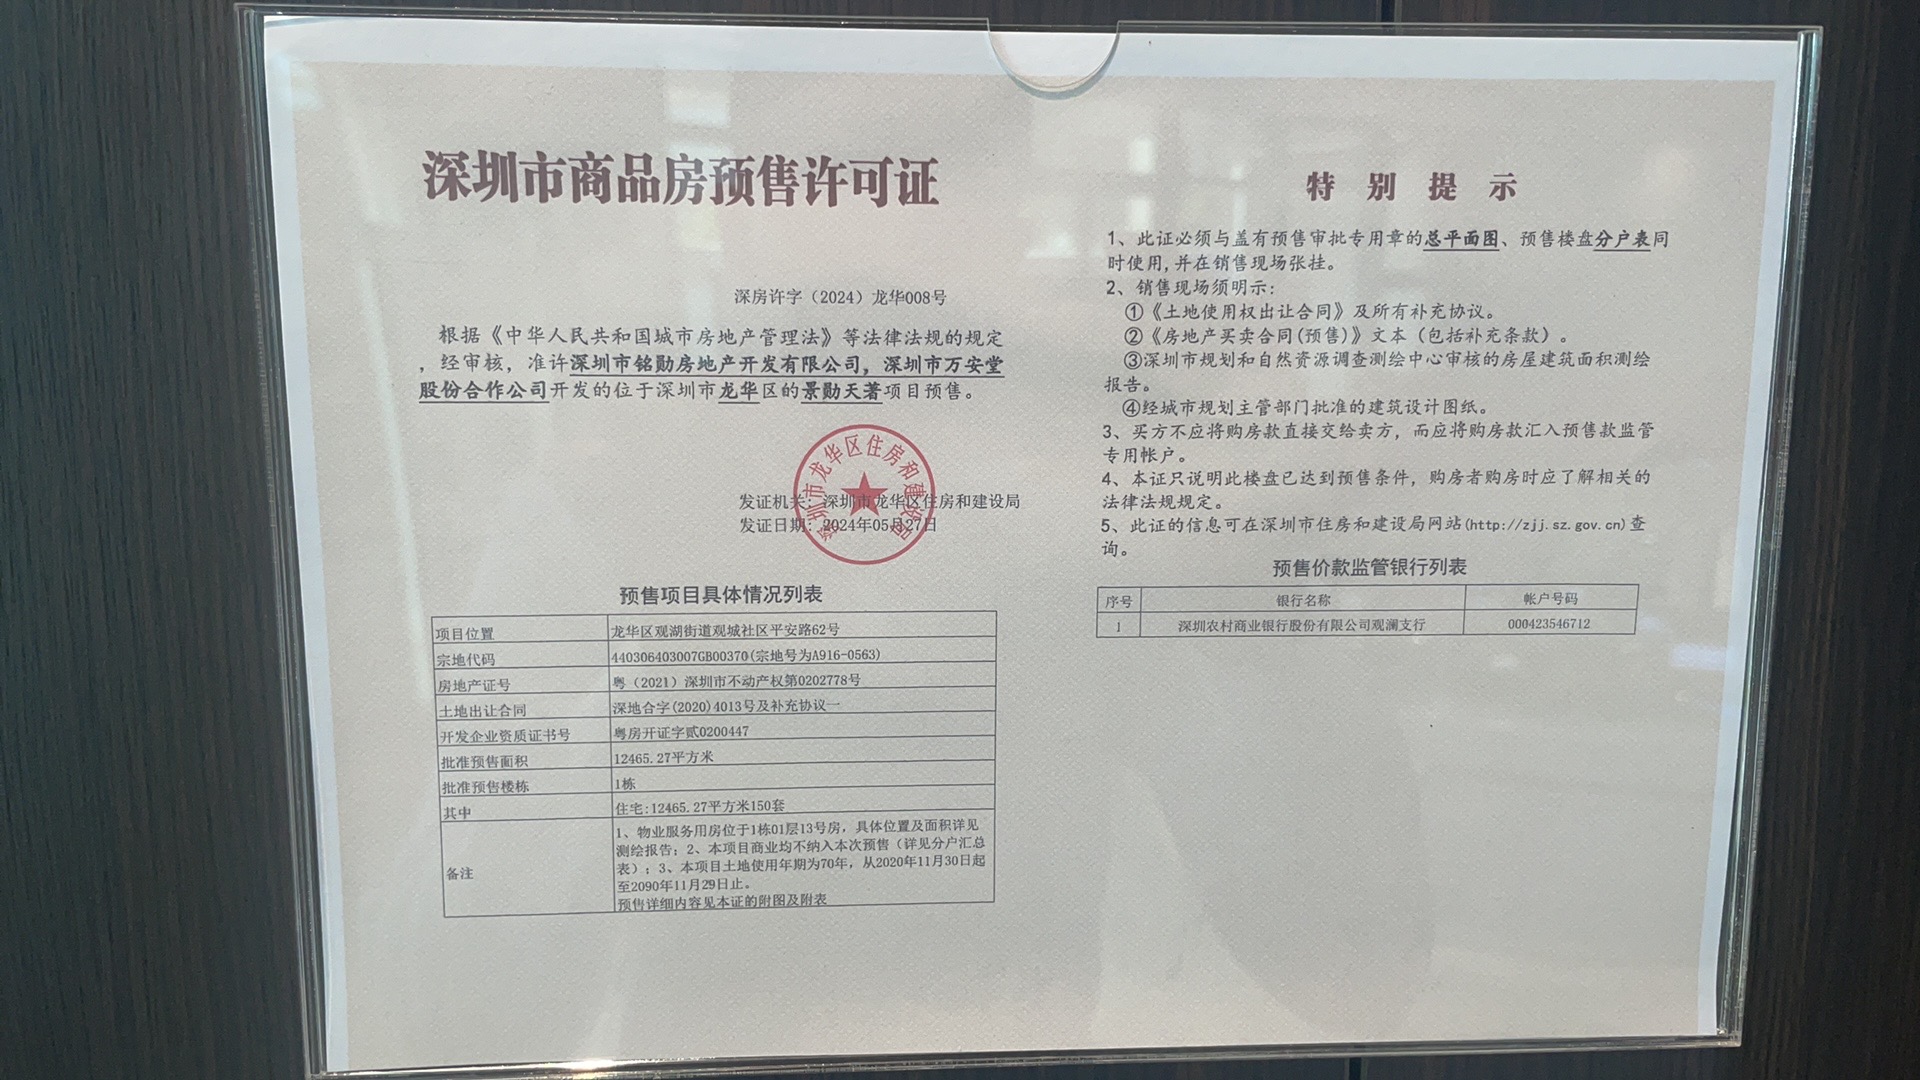 深圳市商品房预售许可证
深房许字（2024）龙华008号
根据《中华人民共和国城市房地产管理法》等法律法规的规定
，经审核，准许深圳市铭勋房地产开发有限公司，深圳市万安堂
股份合作公司开发的位于深圳市龙华区的景勋天著项目预售。
深圳市龙华区住房和建设局
发证机关：深圳市龙华区住房和建设局
发证日期：2024年05月27日
预售项目具体情况列表
项目位置 龙华区观湖街道观城社区平安路62号
宗地代码 440306403007GB00370(宗地号为A916-0563)
房地产证号 粤（2021）深圳市不动产权第0202778号
土地出让合同 深地合字(2020)4013号及补充协议一
开发企业资质证书号 粤房开证字贰0200447
批准预售面积 12465.27平方米
批准预售楼栋 1栋
其中 住宅:12465.27平方米150套
备注 1、物业服务用房位于1栋01层13号房，具体位置及面积详见
测绘报告；2、本项目商业均不纳入本次预售（详见分户汇总
表）；3、本项目土地使用年期为70年，从2020年11月30日起
至2090年11月29日止。
预售详细内容见本证的附图及附表
特别提示
1、此证必须与盖有预售审批专用章的总平面图、预售楼盘分户表同
时使用,并在销售现场张挂。
2、销售现场须明示:
①《土地使用权出让合同》及所有补充协议。
②《房地产买卖合同(预售)》文本（包括补充条款）。
③深圳市规划和自然资源调查测绘中心审核的房屋建筑面积测绘
报告。
④经城市规划主管部门批准的建筑设计图纸。
3、买方不应将购房款直接交给卖方，而应将购房款汇入预售款监管
专用帐户。
4、本证只说明此楼盘已达到预售条件，购房者购房时应了解相关的
法律法规规定。
5、此证的信息可在深圳市住房和建设局网站(http://zjj.sz.gov.cn)查
询。
预售价款监管银行列表
序号 银行名称 帐户号码
1 深圳农村商业银行股份有限公司观澜支行 000423546712